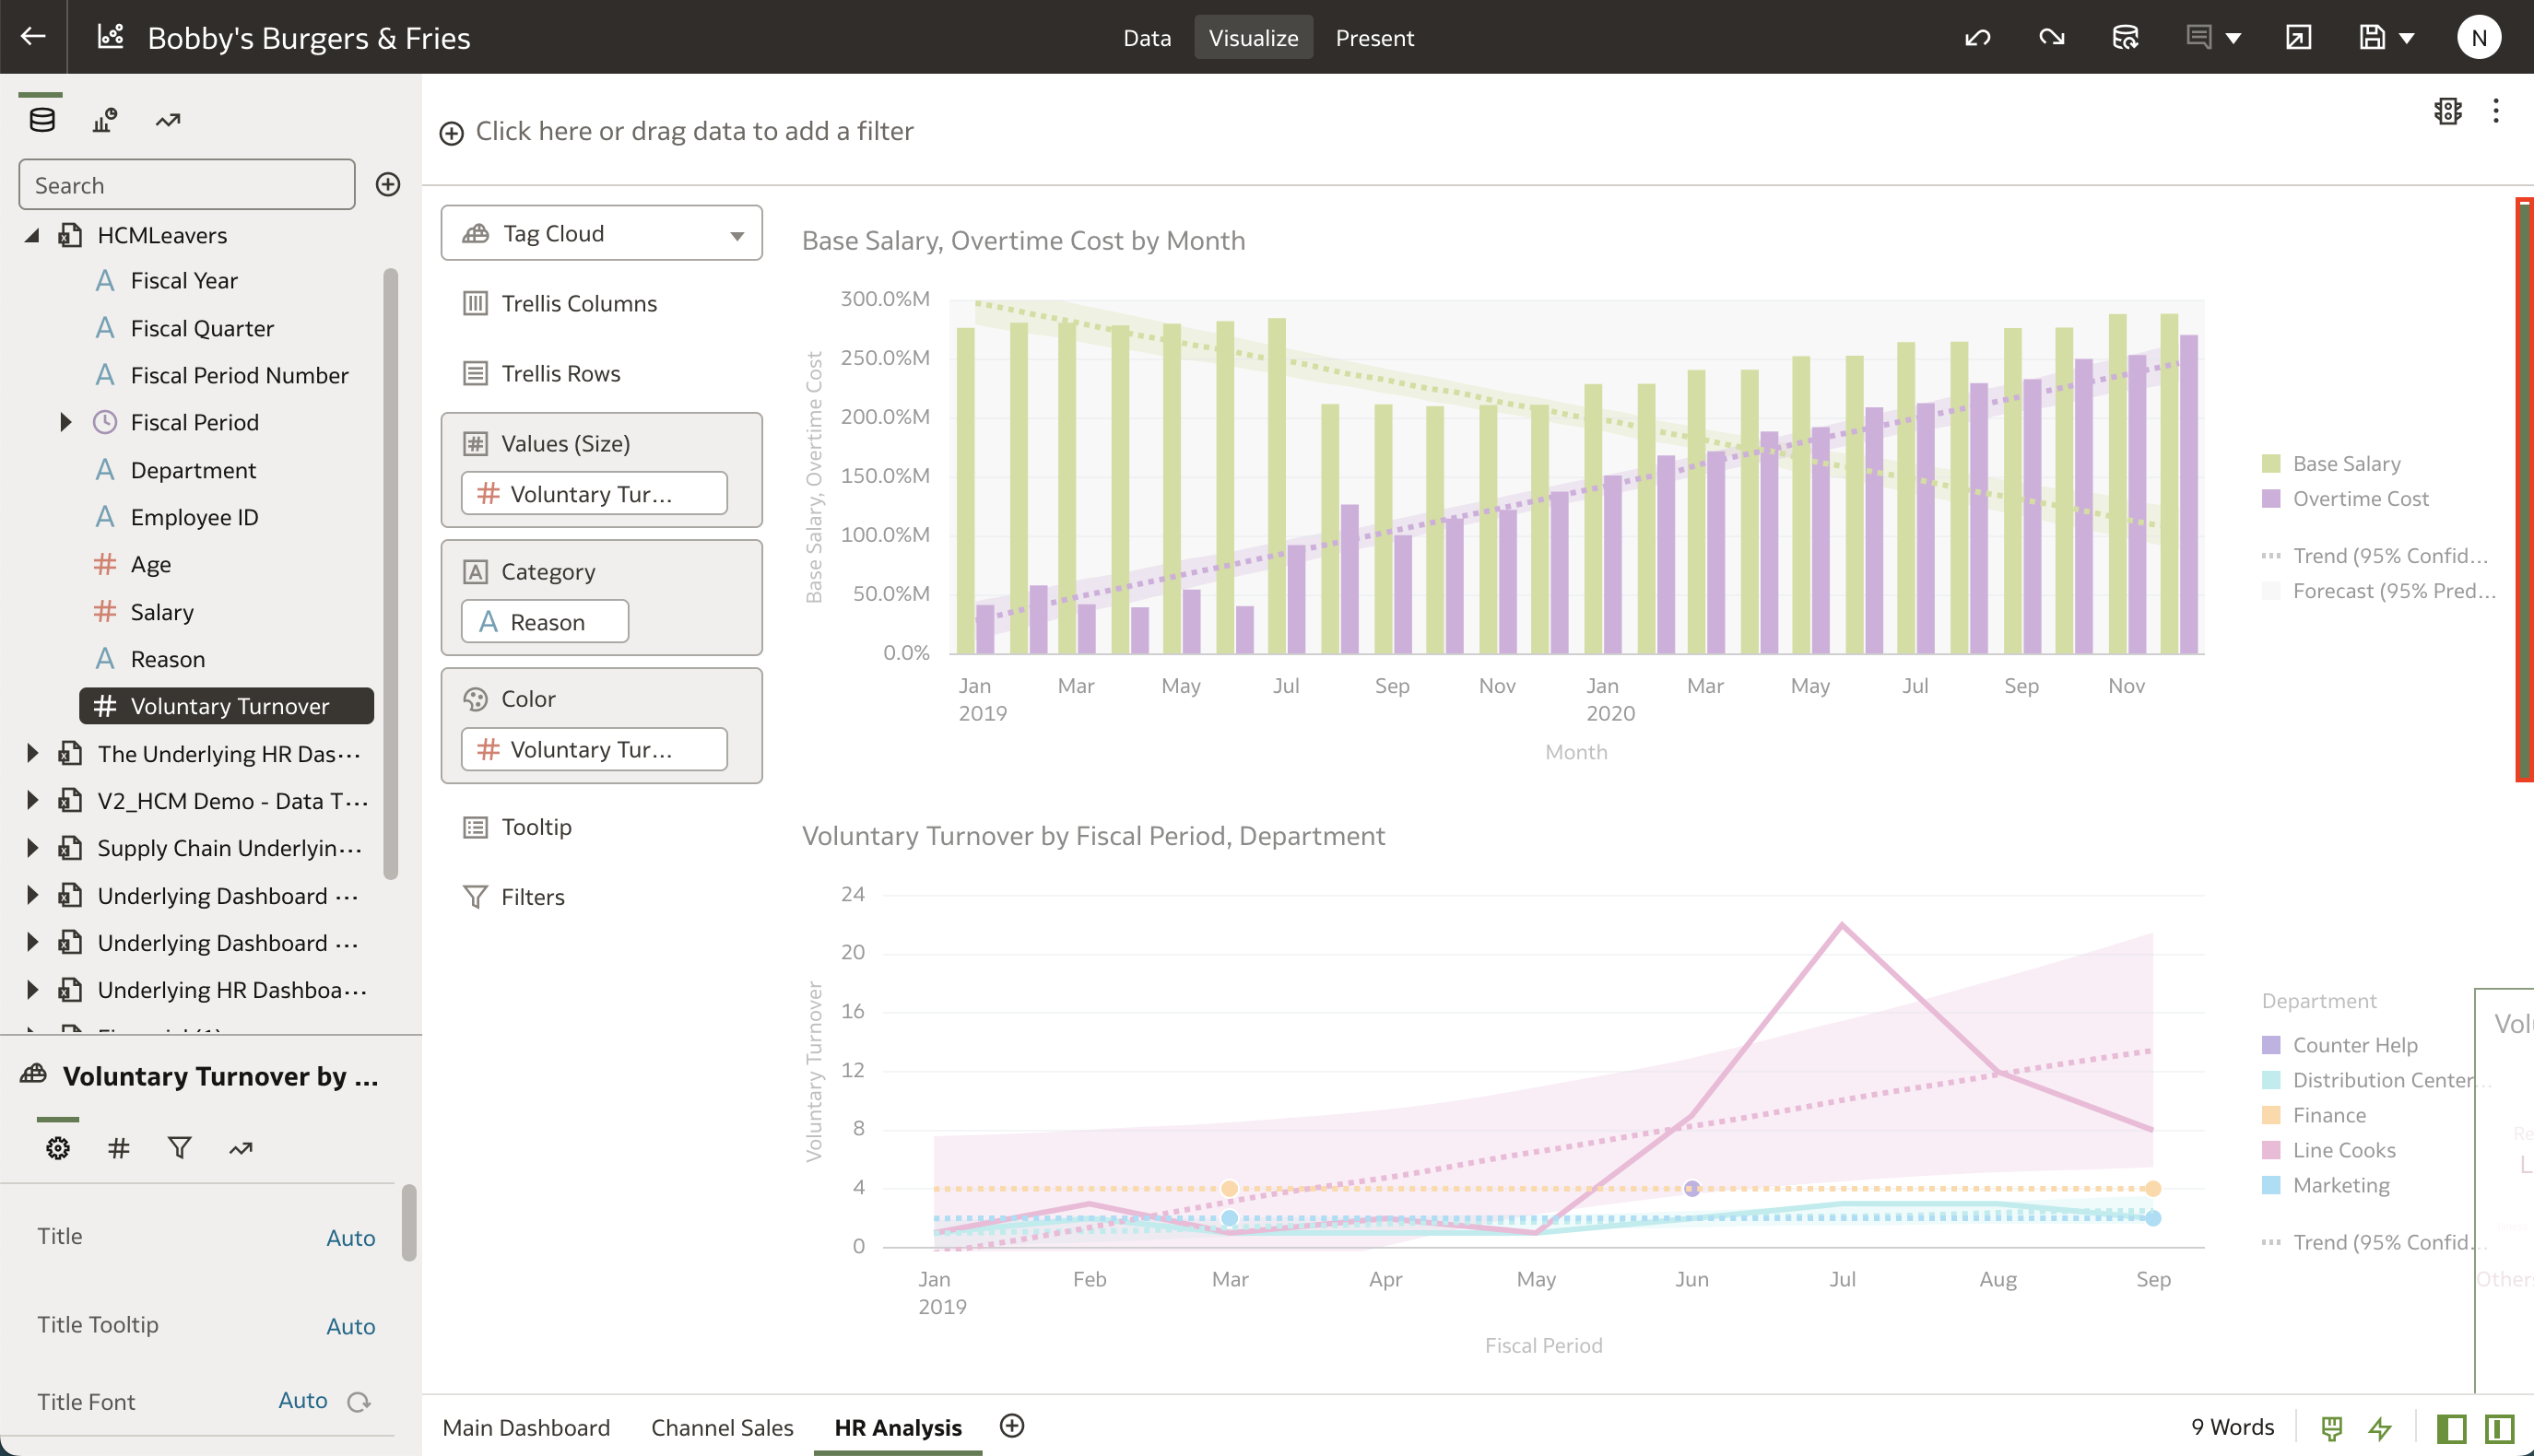 Bobby's Burgers & Fries
Data
Visualize
Present
N
Click here or drag data to add a filter
Search
HCMLeavers
Fiscal Year
Fiscal Quarter
Fiscal Period Number
Fiscal Period
Department
Employee ID
Age
Salary
Reason
Voluntary Turnover
The Underlying HR Das...
V2_HCM Demo - Data T...
Supply Chain Underlyin...
Underlying Dashboard ...
Underlying Dashboard ...
Underlying HR Dashboa...
Voluntary Turnover by ...
Title
Auto
Title Tooltip
Auto
Title Font
Auto
Tag Cloud
Trellis Columns
Trellis Rows
Values (Size)
Voluntary Tur...
Category
Reason
Color
Voluntary Tur...
Tooltip
Filters
Base Salary, Overtime Cost by Month
Base Salary, Overtime Cost
300.0%M
250.0%M
200.0%M
150.0%M
100.0%M
50.0%M
0.0%
Jan
Mar
May
Jul
Sep
Nov
Jan
Mar
May
Jul
Sep
Nov
2019
2020
Month
Base Salary
Overtime Cost
Trend (95% Confid...
Forecast (95% Pred...
Voluntary Turnover by Fiscal Period, Department
Voluntary Turnover
24
20
16
12
8
4
0
Jan
Feb
Mar
Apr
May
Jun
Jul
Aug
Sep
2019
Fiscal Period
Department
Counter Help
Distribution Center...
Finance
Line Cooks
Marketing
Trend (95% Confid...
Main Dashboard
Channel Sales
HR Analysis
9 Words